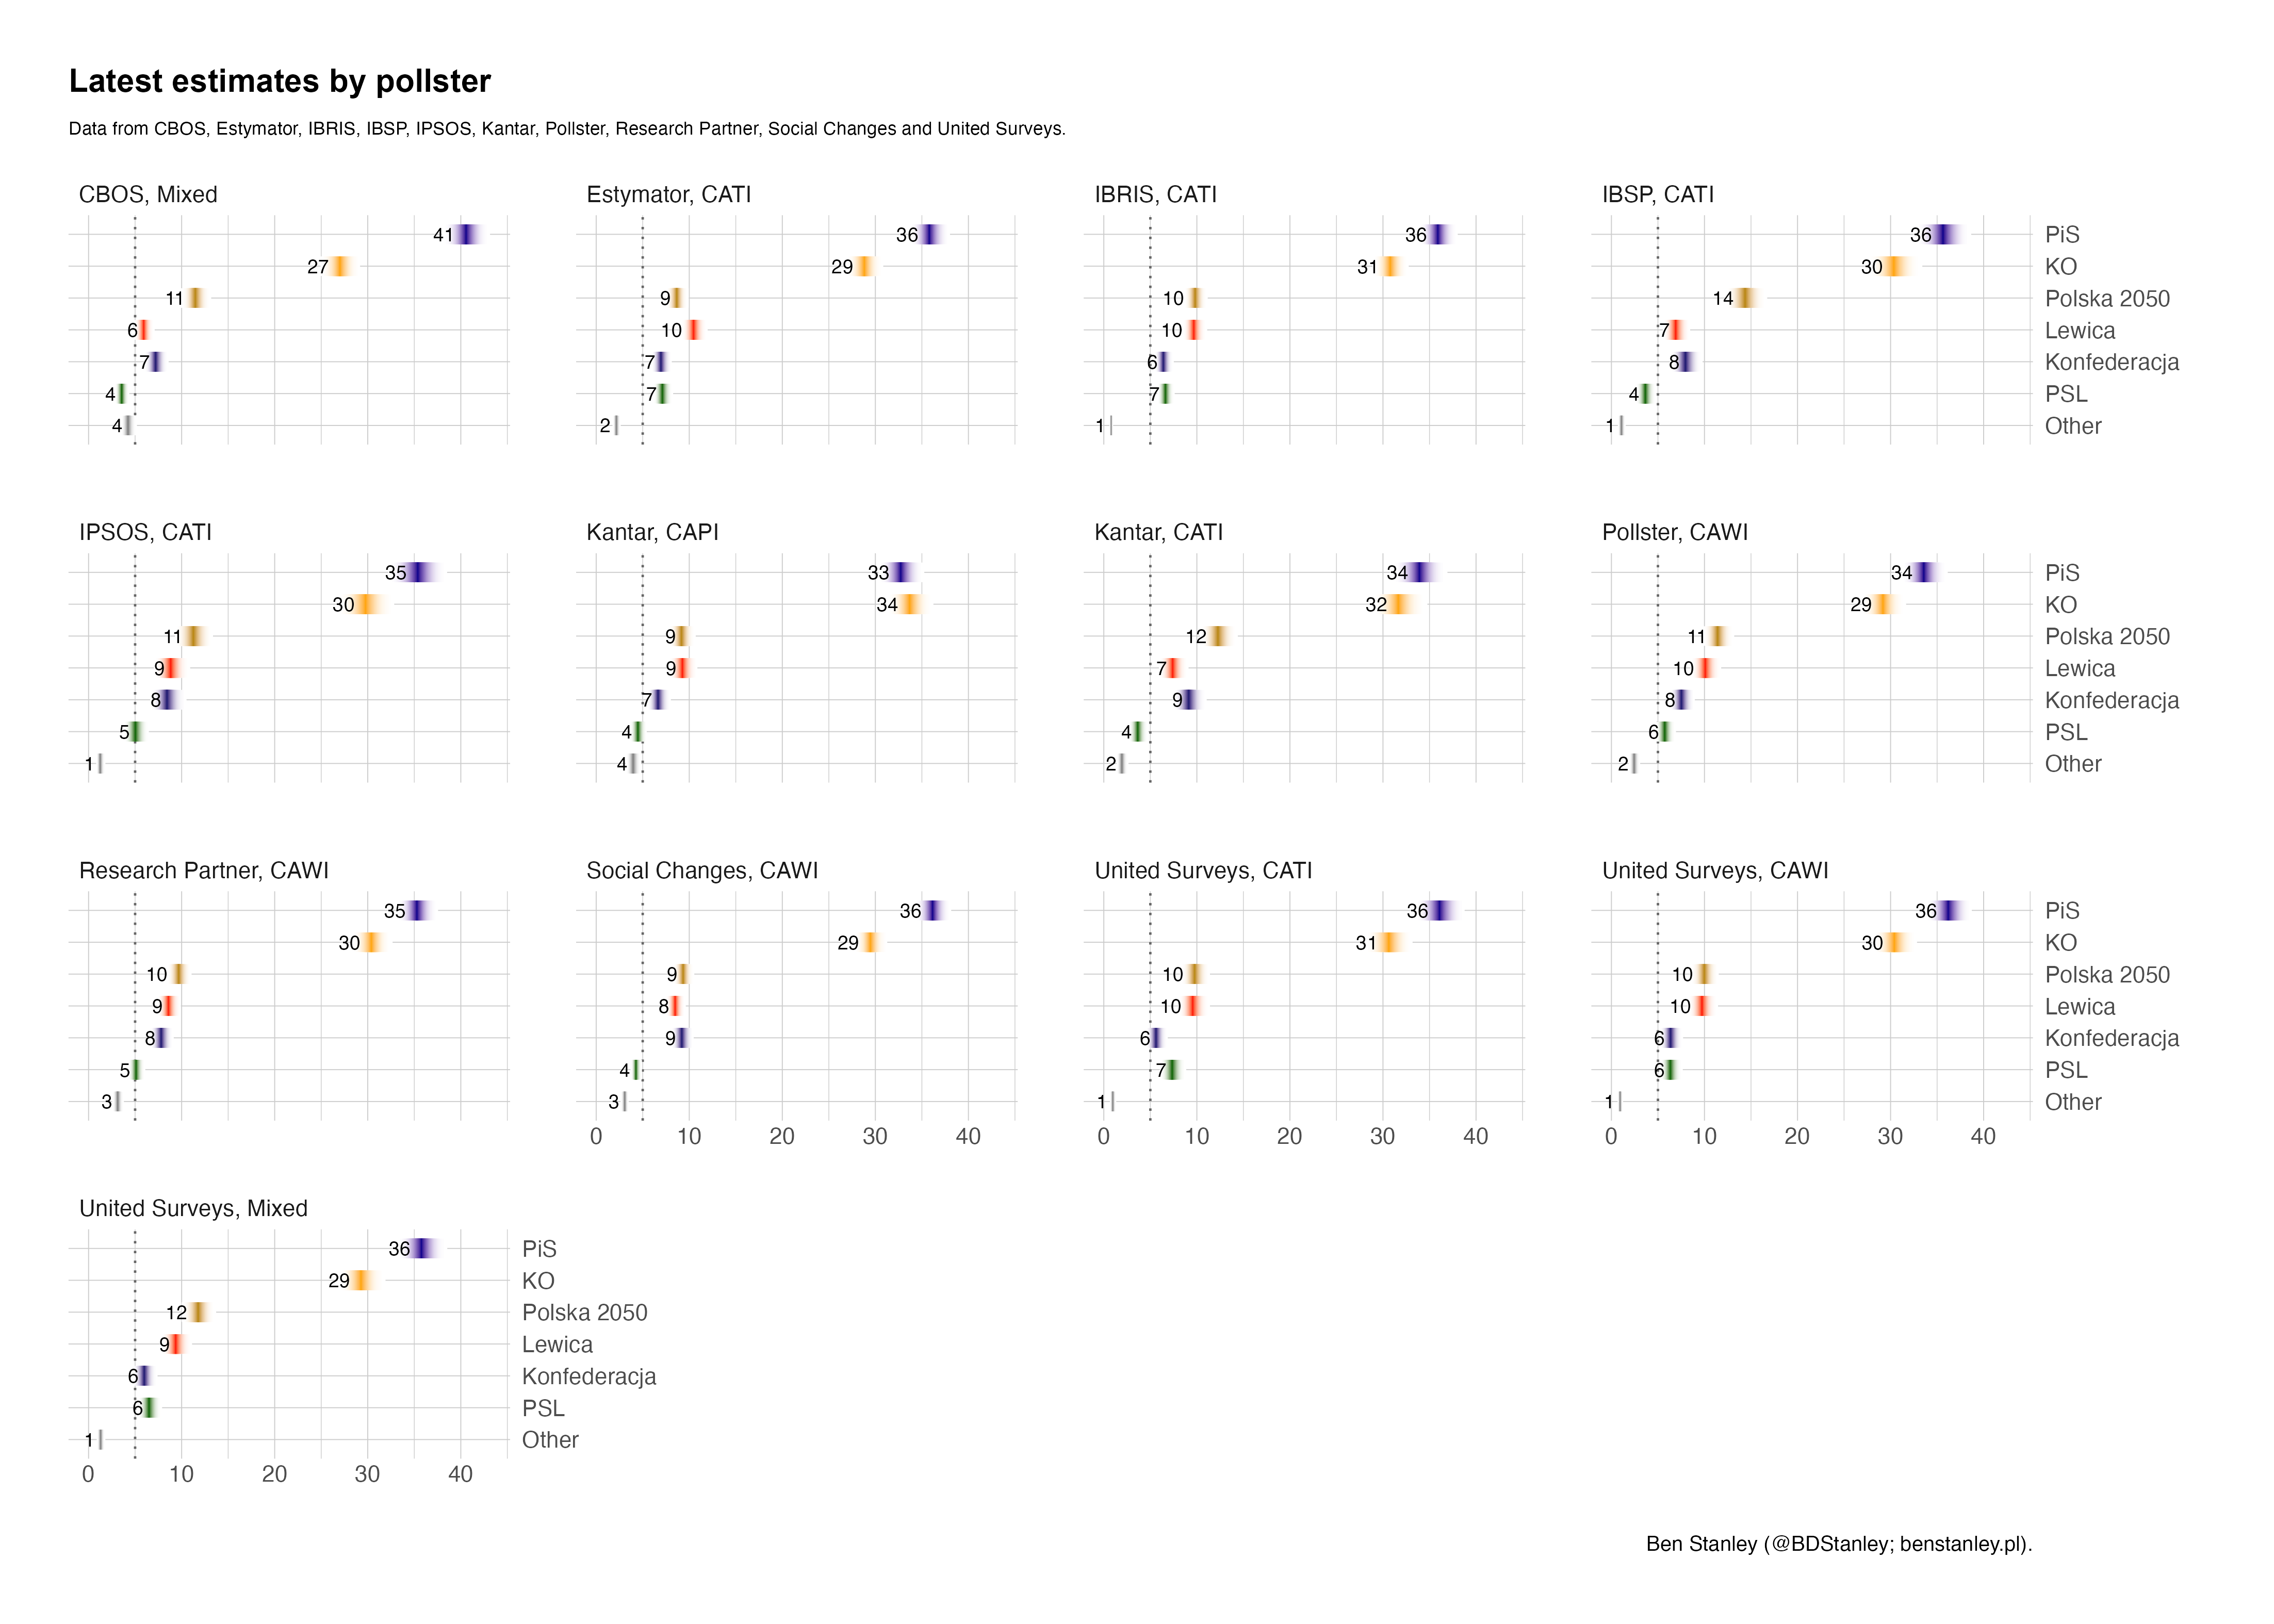 Latest estimates by pollster
Data from CBOS, Estymator, IBRIS, IBSP, IPSOS, Kantar, Pollster, Research Partner, Social Changes and United Surveys.
CBOS, Mixed
41
27
11
6
7
4
4
Estymator, CATI
36
29
9
10
7
7
2
IBRIS, CATI
36
31
10
10
6
7
1
IBSP, CATI
36 PiS
30 KO
14 Polska 2050
7 Lewica
8 Konfederacja
4 PSL
1 Other
IPSOS, CATI
35
30
11
9
8
5
1
Kantar, CAPI
33
34
9
9
7
4
4
Kantar, CATI
34
32
12
7
9
4
2
Pollster, CAWI
34 PiS
29 KO
11 Polska 2050
10 Lewica
8 Konfederacja
6 PSL
2 Other
Research Partner, CAWI
35
30
10
9
8
5
3
Social Changes, CAWI
36
29
9
8
9
4
3
0 10 20 30 40
United Surveys, CATI
36
31
10
10
6
7
1
0 10 20 30 40
United Surveys, CAWI
36 PiS
30 KO
10 Polska 2050
10 Lewica
6 Konfederacja
6 PSL
1 Other
0 10 20 30 40
United Surveys, Mixed
36 PiS
29 KO
12 Polska 2050
9 Lewica
6 Konfederacja
6 PSL
1 Other
0 10 20 30 40
Ben Stanley (@BDStanley; benstanley.pl).